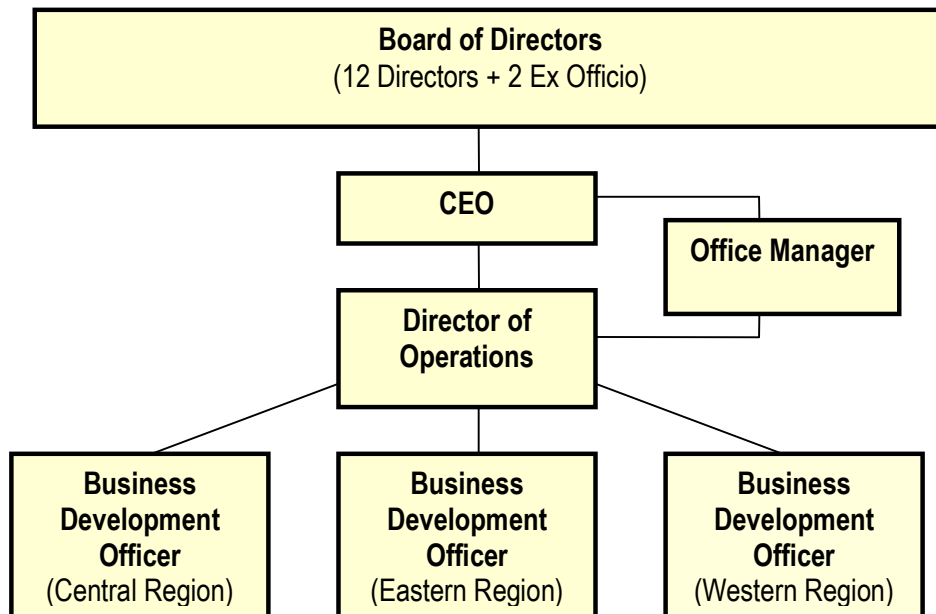 Board of Directors
(12 Directors + 2 Ex Officio)
CEO
Office Manager
Director of
Operations
Business
Development
Officer
(Central Region)
Business
Development
Officer
(Eastern Region)
Business
Development
Officer
(Western Region)